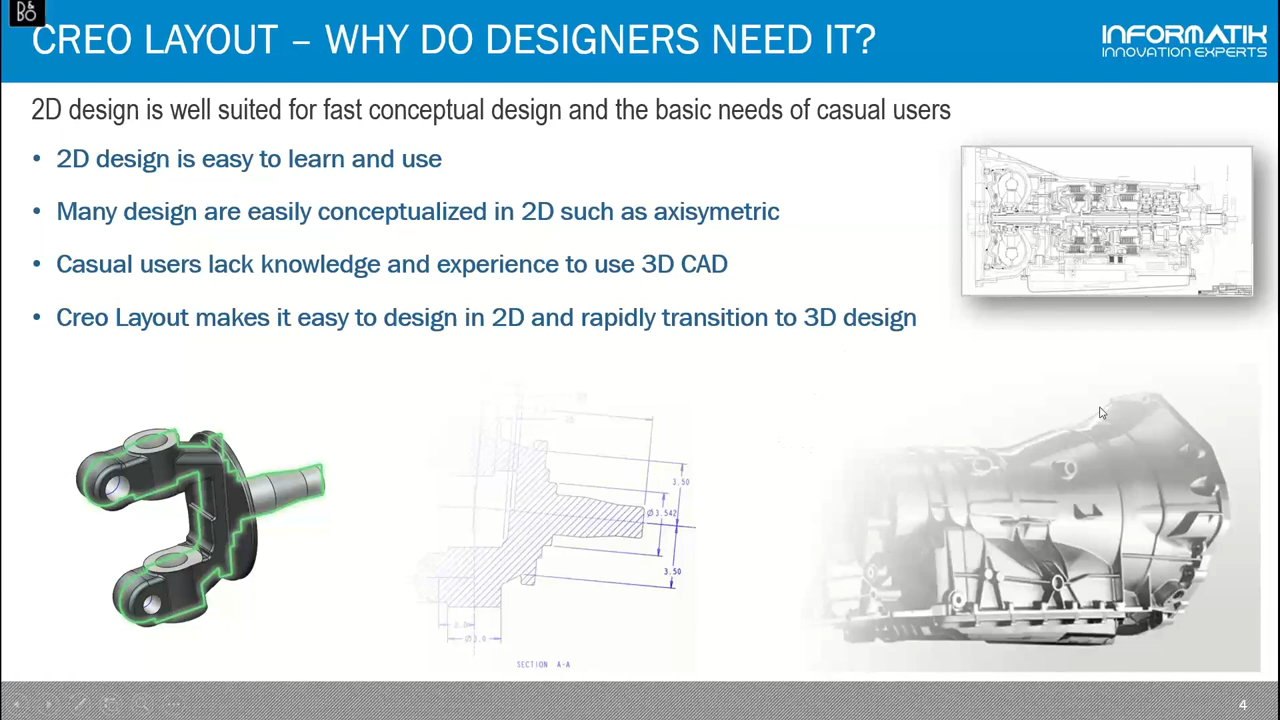 B&
BO
CREO LAYOUT – WHY DO DESIGNERS NEED IT?
INFORMATIK
INNOVATION EXPERTS
2D design is well suited for fast conceptual design and the basic needs of casual users
• 2D design is easy to learn and use
• Many design are easily conceptualized in 2D such as axisymetric
• Casual users lack knowledge and experience to use 3D CAD
• Creo Layout makes it easy to design in 2D and rapidly transition to 3D design
3.50
Ø3.542
3.50
SECTION A-A
4